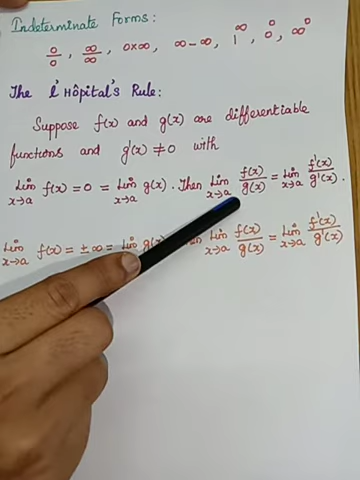 Indeterminate Forms:
0/0, ∞/∞, 0×∞, ∞-∞, 1^∞, 0^0, ∞^0
The L'Hôpital's Rule:
Suppose f(x) and g(x) are differentiable
functions and g'(x) ≠ 0 with
lim x→a f(x) = 0 = lim x→a g(x). Then lim x→a f(x)/g(x) = lim x→a f'(x)/g'(x).
lim x→a f(x) = ±∞ = lim g(x) lim x→a f(x)/g(x) = lim x→a f'(x)/g'(x)